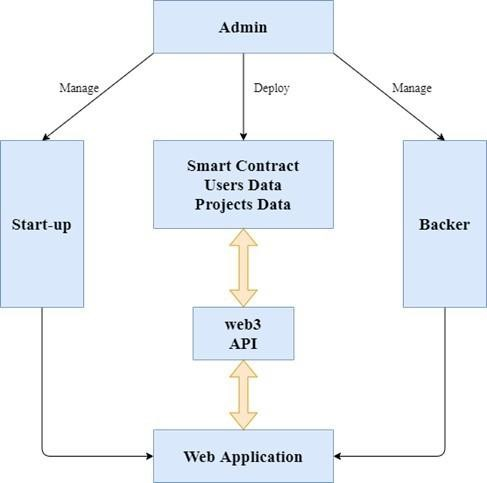 Admin
Manage
Deploy
Manage
Smart Contract
Users Data
Projects Data
Start-up
Backer
web3
API
Web Application